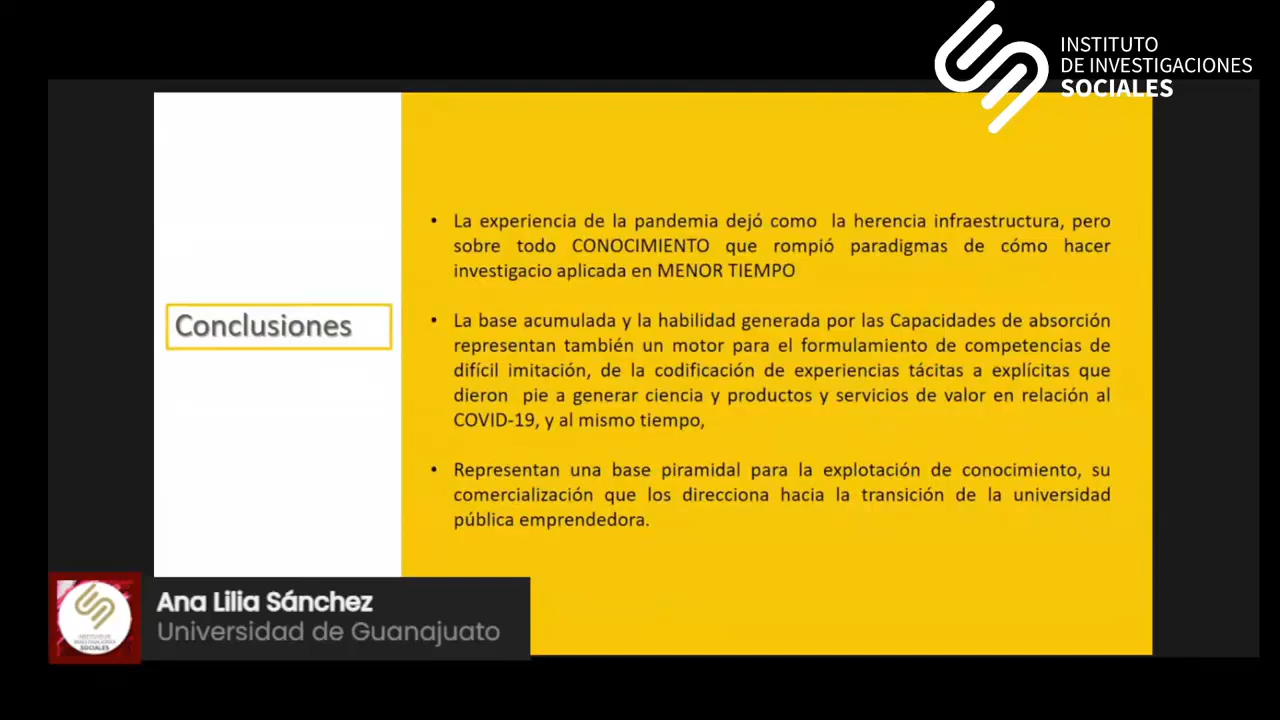 INSTITUTO
DE INVESTIGACIONES
SOCIALES
Conclusiones
• La experiencia de la pandemia dejó como la herencia infraestructura, pero
sobre todo CONOCIMIENTO que rompió paradigmas de cómo hacer
investigacio aplicada en MENOR TIEMPO
• La base acumulada y la habilidad generada por las Capacidades de absorción
representan también un motor para el formulamiento de competencias de
difícil imitación, de la codificación de experiencias tácitas a explícitas que
dieron pie a generar ciencia y productos y servicios de valor en relación al
COVID-19, y al mismo tiempo,
• Representan una base piramidal para la explotación de conocimiento, su
comercialización que los direcciona hacia la transición de la universidad
pública emprendedora.
INSTITUTO DE
INVESTIGACIONES
SOCIALES
Ana Lilia Sánchez
Universidad de Guanajuato